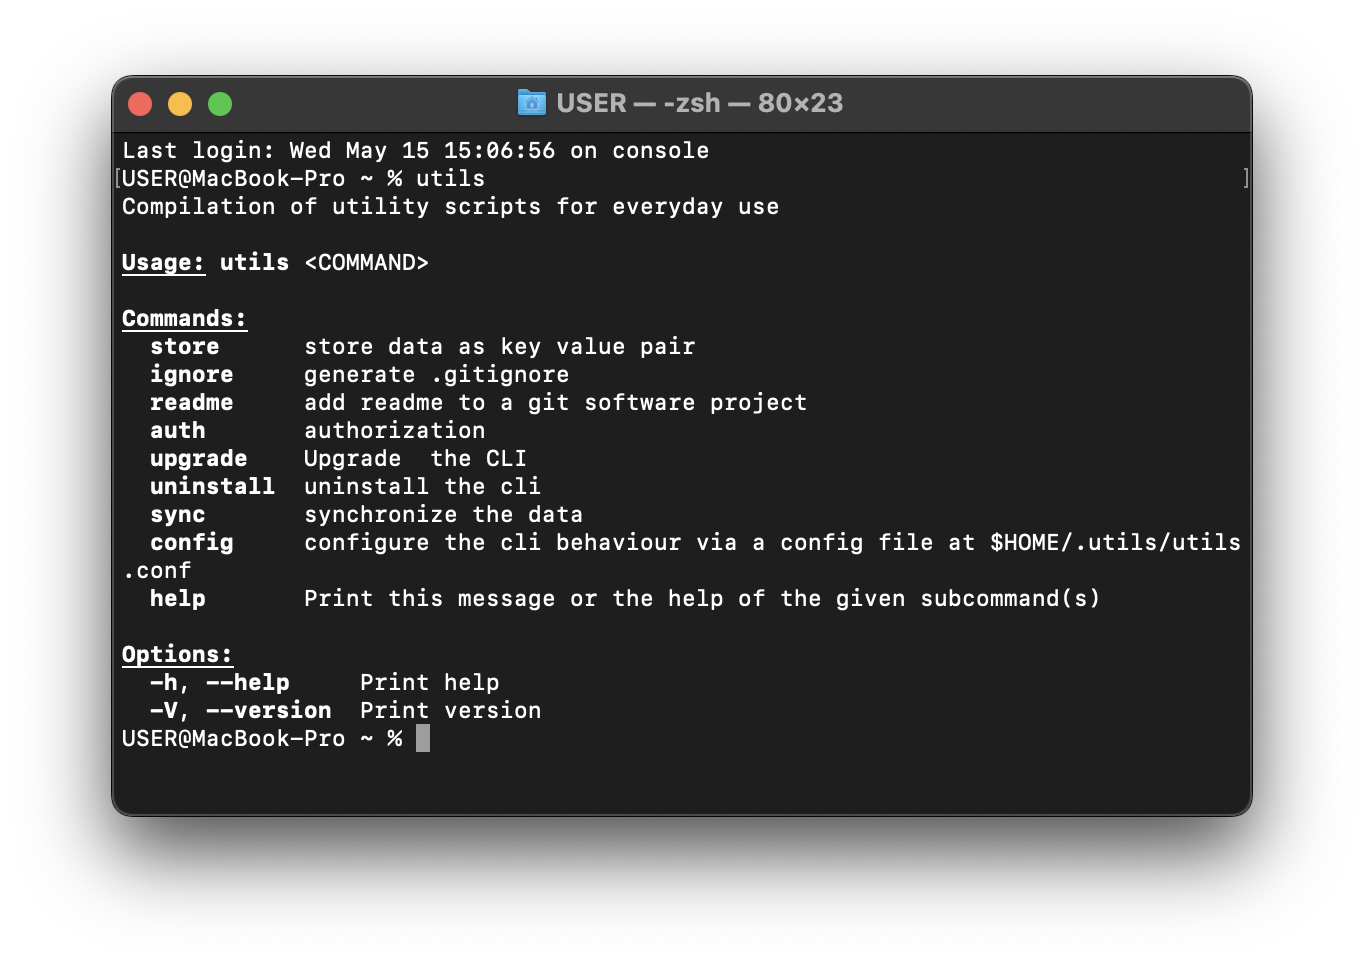 USER — -zsh — 80×23
Last login: Wed May 15 15:06:56 on console
[USER@MacBook-Pro ~ % utils ]
Compilation of utility scripts for everyday use
Usage: utils <COMMAND>
Commands:
store store data as key value pair
ignore generate .gitignore
readme add readme to a git software project
auth authorization
upgrade Upgrade  the CLI
uninstall uninstall the cli
sync synchronize the data
config configure the cli behaviour via a config file at $HOME/.utils/utils
.conf
help Print this message or the help of the given subcommand(s)
Options:
-h, --help Print help
-V, --version Print version
USER@MacBook-Pro ~ %